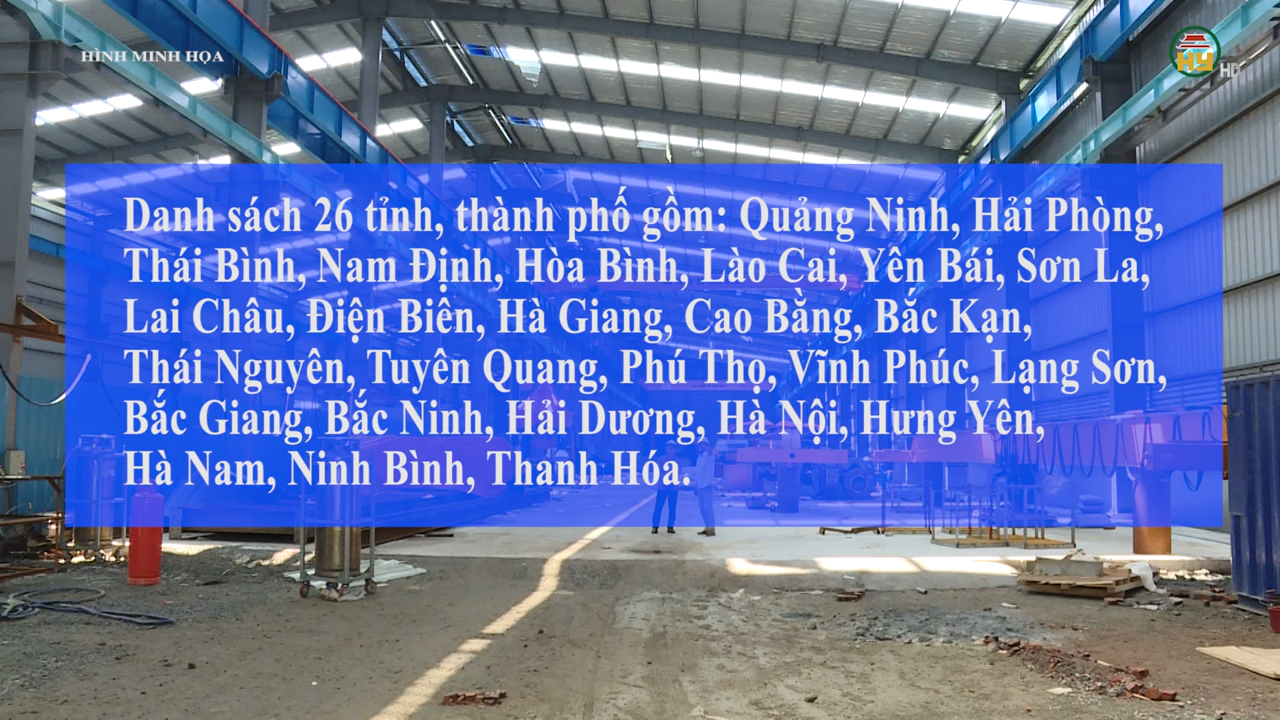 HÌNH MINH HỌA
HY
HD
Danh sách 26 tỉnh, thành phố gồm: Quảng Ninh, Hải Phòng,
Thái Bình, Nam Định, Hòa Bình, Lào Cai, Yên Bái, Sơn La,
Lai Châu, Điện Biên, Hà Giang, Cao Bằng, Bắc Kạn,
Thái Nguyên, Tuyên Quang, Phú Thọ, Vĩnh Phúc, Lạng Sơn,
Bắc Giang, Bắc Ninh, Hải Dương, Hà Nội, Hưng Yên,
Hà Nam, Ninh Bình, Thanh Hóa.